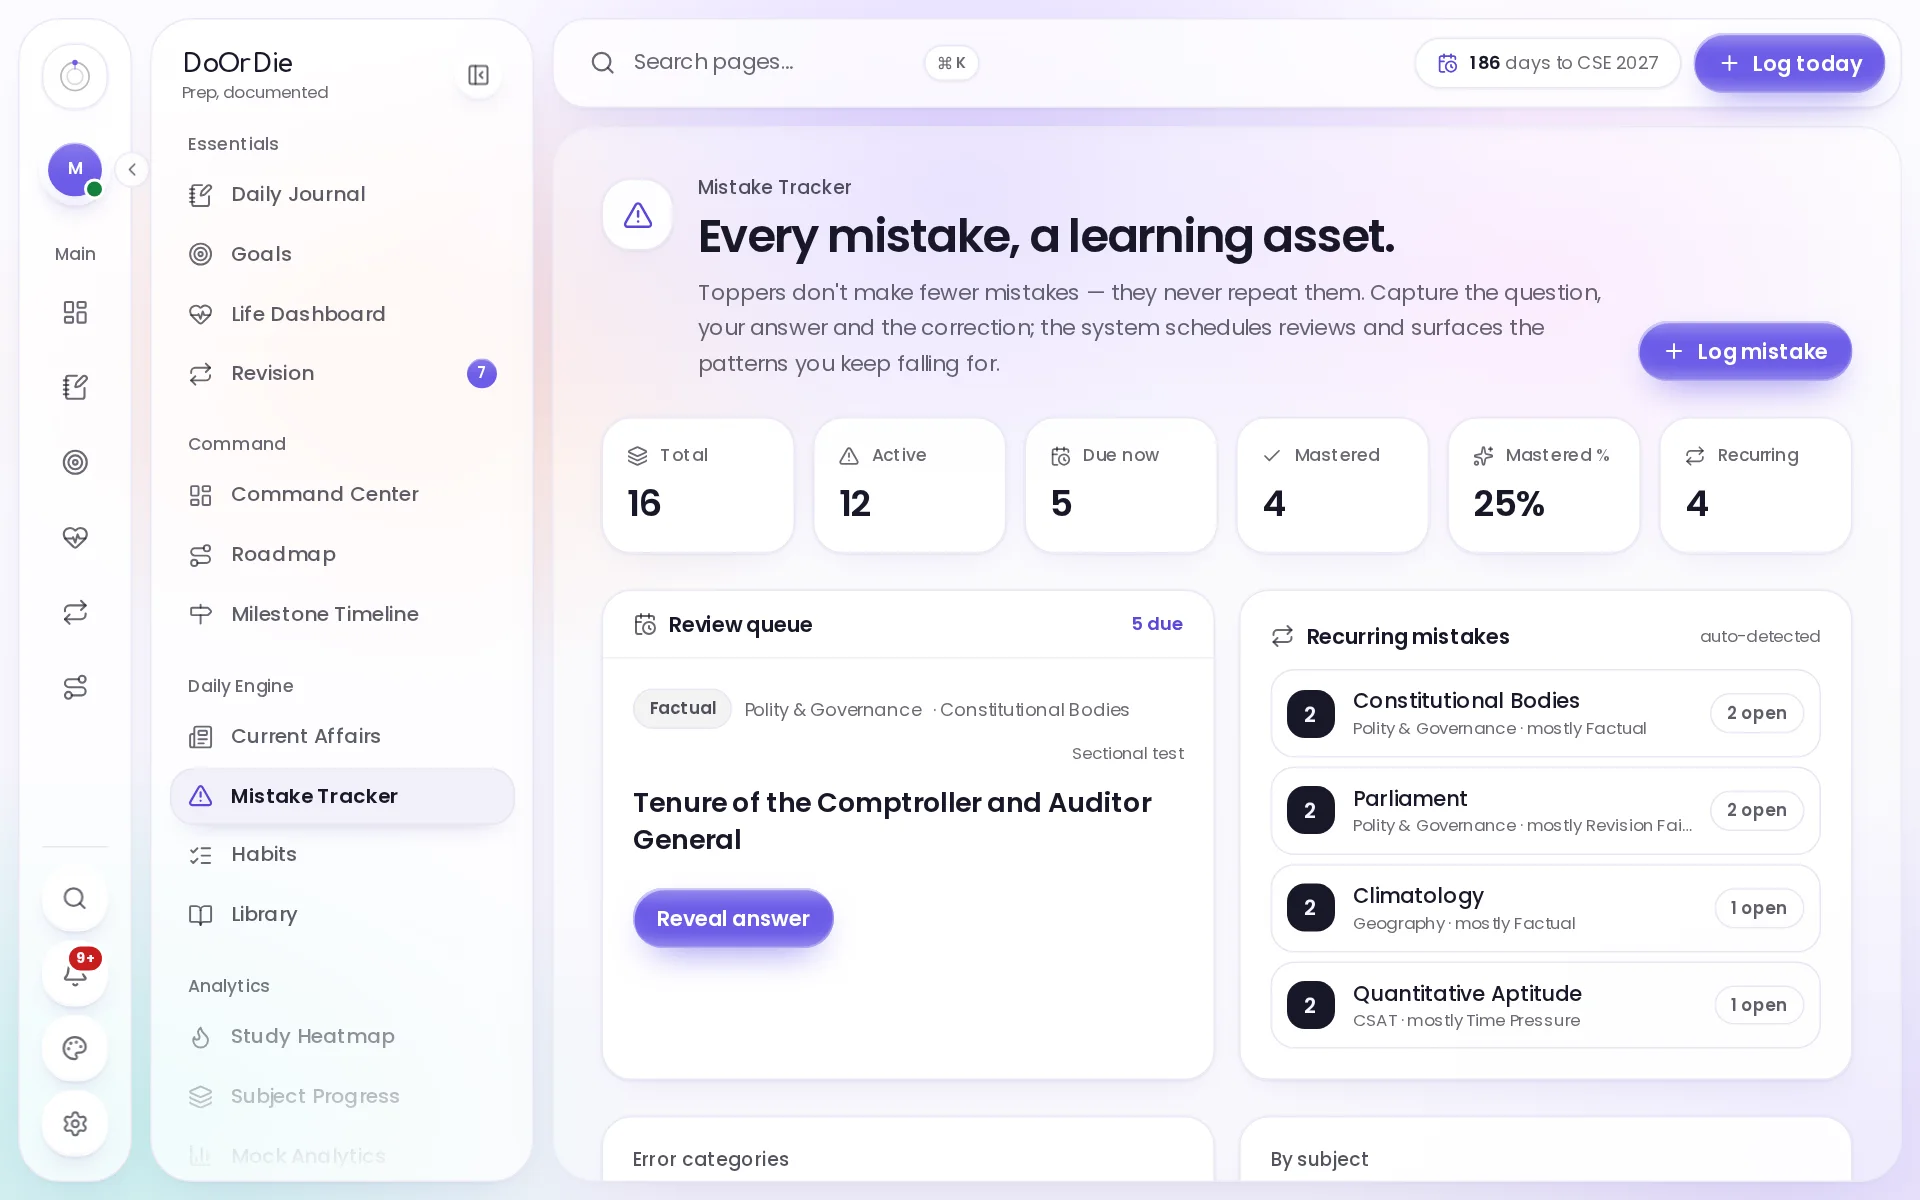 DoOrDie
Prep, documented
M
Main
9+
Essentials
Daily Journal
Goals
Life Dashboard
Revision
7
Command
Command Center
Roadmap
Milestone Timeline
Daily Engine
Current Affairs
Mistake Tracker
Habits
Library
Analytics
Study Heatmap
Subject Progress
Mock Analytics
Search pages...
⌘ K
186 days to CSE 2027
+ Log today
Mistake Tracker
Every mistake, a learning asset.
Toppers don't make fewer mistakes — they never repeat them. Capture the question,
your answer and the correction; the system schedules reviews and surfaces the
patterns you keep falling for.
+ Log mistake
Total
16
Active
12
Due now
5
Mastered
4
Mastered %
25%
Recurring
4
Review queue
5 due
Factual
Polity & Governance · Constitutional Bodies
Sectional test
Tenure of the Comptroller and Auditor
General
Reveal answer
Recurring mistakes
auto-detected
2
Constitutional Bodies
Polity & Governance · mostly Factual
2 open
2
Parliament
Polity & Governance · mostly Revision Fai...
2 open
2
Climatology
Geography · mostly Factual
1 open
2
Quantitative Aptitude
CSAT · mostly Time Pressure
1 open
Error categories
By subject